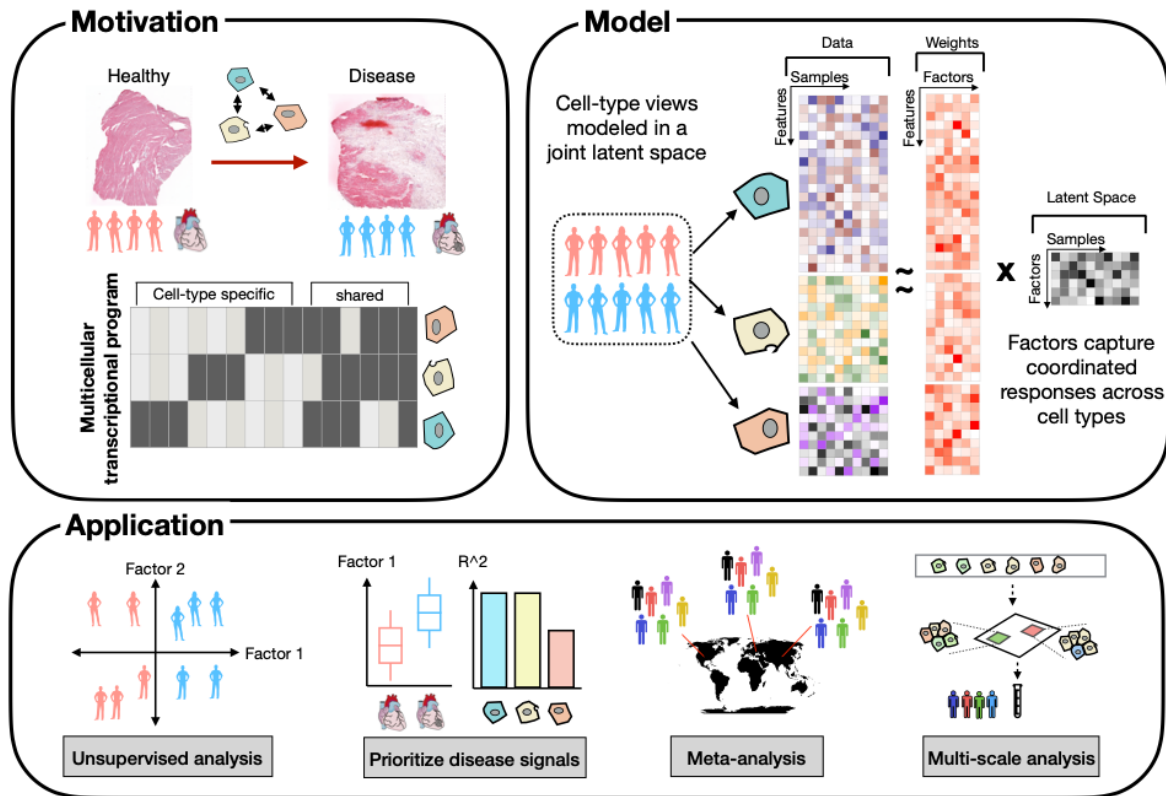 Motivation
Healthy
Disease
Cell-type specific
shared
Multicellular
transcriptional program
Model
Cell-type views
modeled in a
joint latent space
Data
Samples
Features
Weights
Factors
Features
Latent Space
Samples
Factors
≈
x
Factors capture
coordinated
responses across
cell types
Application
Factor 2
Factor 1
Unsupervised analysis
Factor 1
R^2
Prioritize disease signals
Meta-analysis
Multi-scale analysis